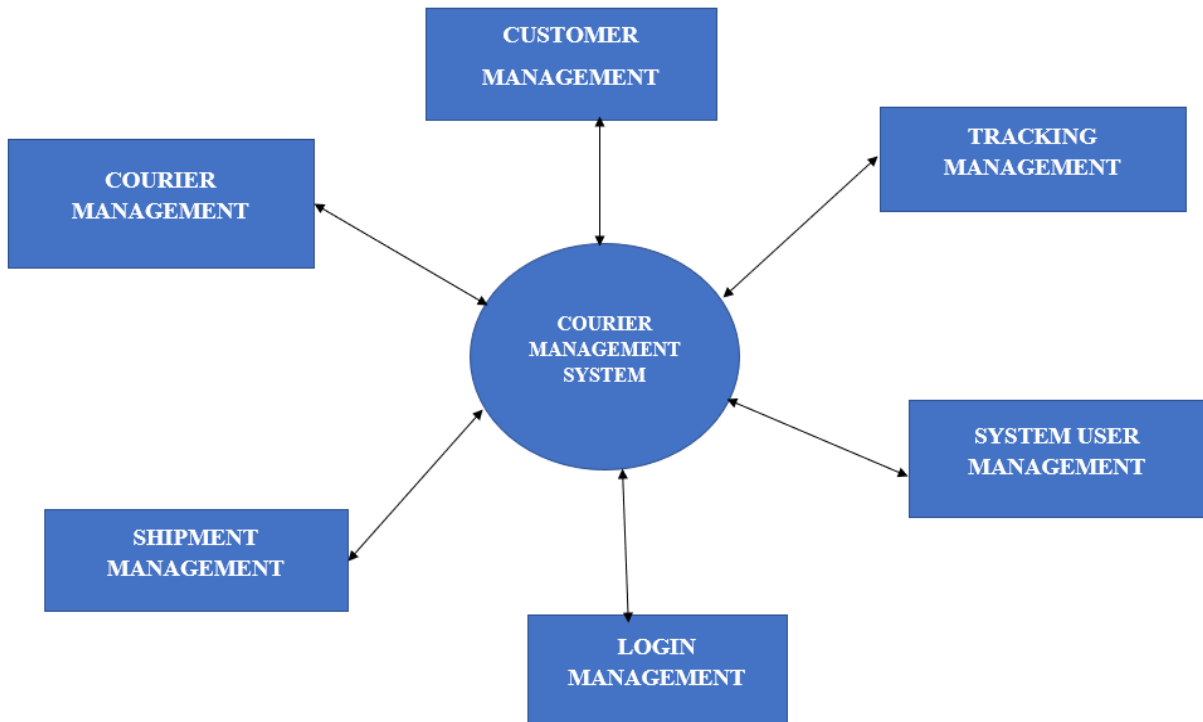 CUSTOMER
MANAGEMENT
TRACKING
MANAGEMENT
COURIER
MANAGEMENT
COURIER
MANAGEMENT
SYSTEM
SYSTEM USER
MANAGEMENT
SHIPMENT
MANAGEMENT
LOGIN
MANAGEMENT